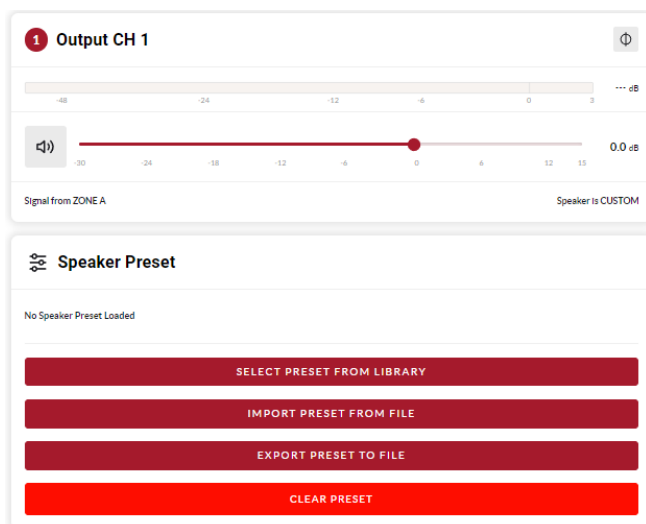 1 Output CH 1
--- dB
-48 -24 -12 -6 0 3
0.0 dB
-30 -24 -18 -12 -6 0 6 12 15
Signal from ZONE A
Speaker is CUSTOM
Speaker Preset
No Speaker Preset Loaded
SELECT PRESET FROM LIBRARY
IMPORT PRESET FROM FILE
EXPORT PRESET TO FILE
CLEAR PRESET